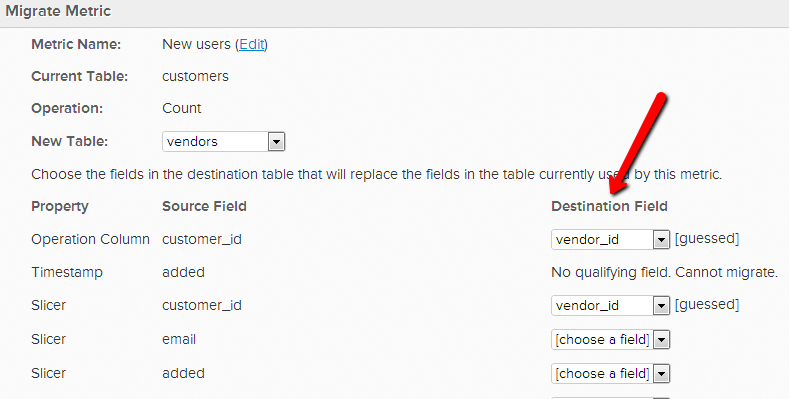 Migrate Metric
Metric Name: New users (Edit)
Current Table: customers
Operation: Count
New Table: vendors
Choose the fields in the destination table that will replace the fields in the table currently used by this metric.
Property Source Field Destination Field
Operation Column customer_id vendor_id [guessed]
Timestamp added No qualifying field. Cannot migrate.
Slicer customer_id vendor_id [guessed]
Slicer email [choose a field]
Slicer added [choose a field]